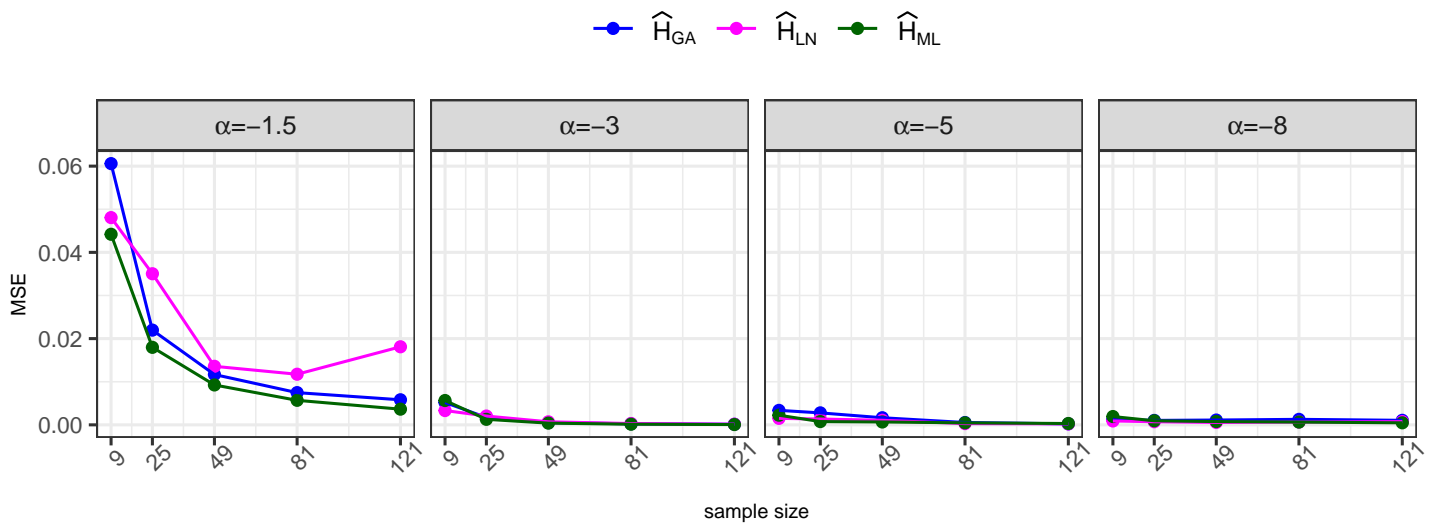 Ĥ_GA Ĥ_LN Ĥ_ML
α=−1.5 α=−3 α=−5 α=−8
0.06
0.04
0.02
0.00
MSE
9 25 49 81 121 9 25 49 81 121 9 25 49 81 121 9 25 49 81 121
sample size